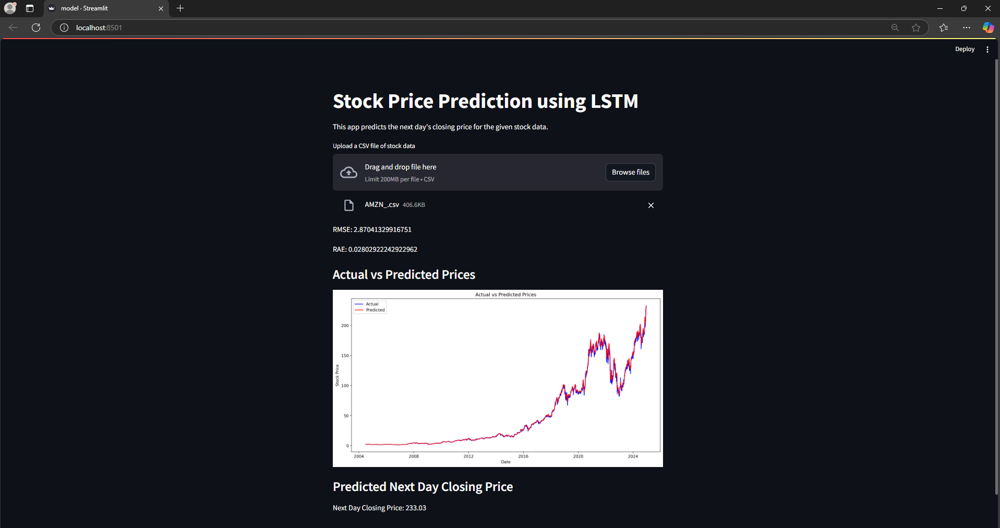 model · Streamlit
localhost:8501
Deploy
Stock Price Prediction using LSTM
This app predicts the next day's closing price for the given stock data.
Upload a CSV file of stock data
Drag and drop file here
Limit 200MB per file • CSV
Browse files
AMZN_.csv 406.6KB
RMSE: 2.87041329916751
RAE: 0.02802922242922962
Actual vs Predicted Prices
Actual vs Predicted Prices
Actual
Predicted
200
150
100
50
0
Stock Price
2004 2008 2012 2016 2020 2024
Date
Predicted Next Day Closing Price
Next Day Closing Price: 233.03